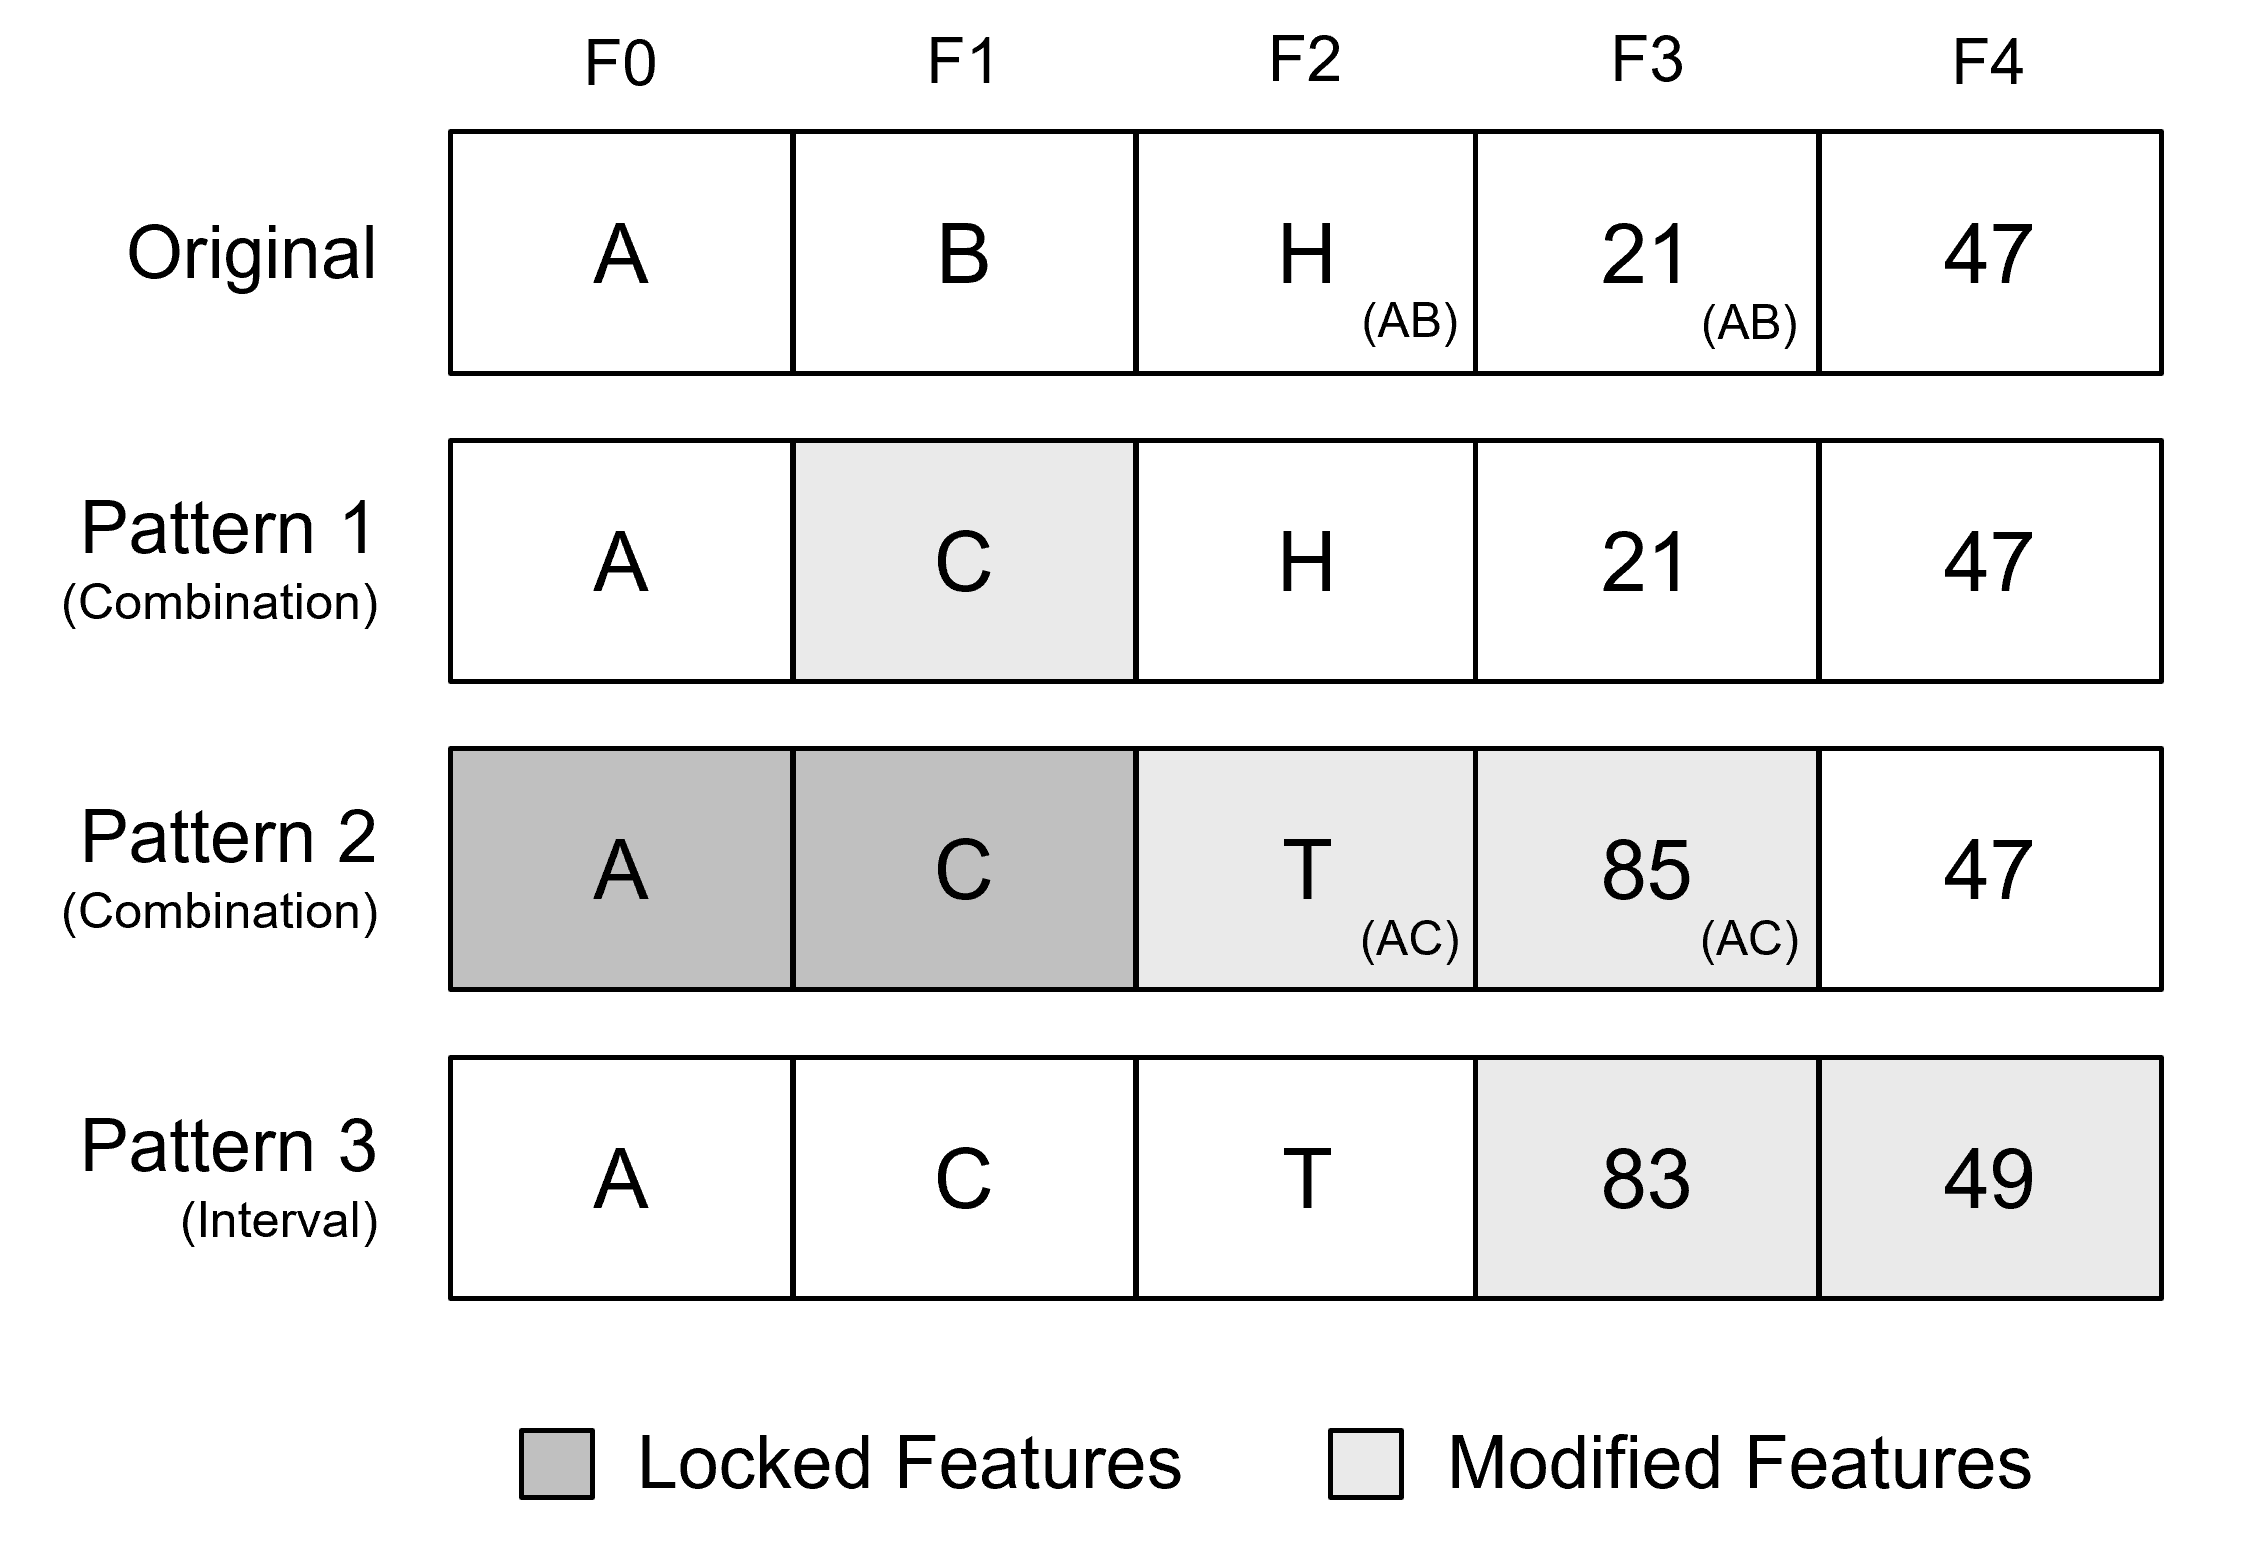 F0 F1 F2 F3 F4
Original A B H (AB) 21 (AB) 47
Pattern 1 A C H 21 47
(Combination)
Pattern 2 A C T (AC) 85 (AC) 47
(Combination)
Pattern 3 A C T 83 49
(Interval)
Locked Features Modified Features